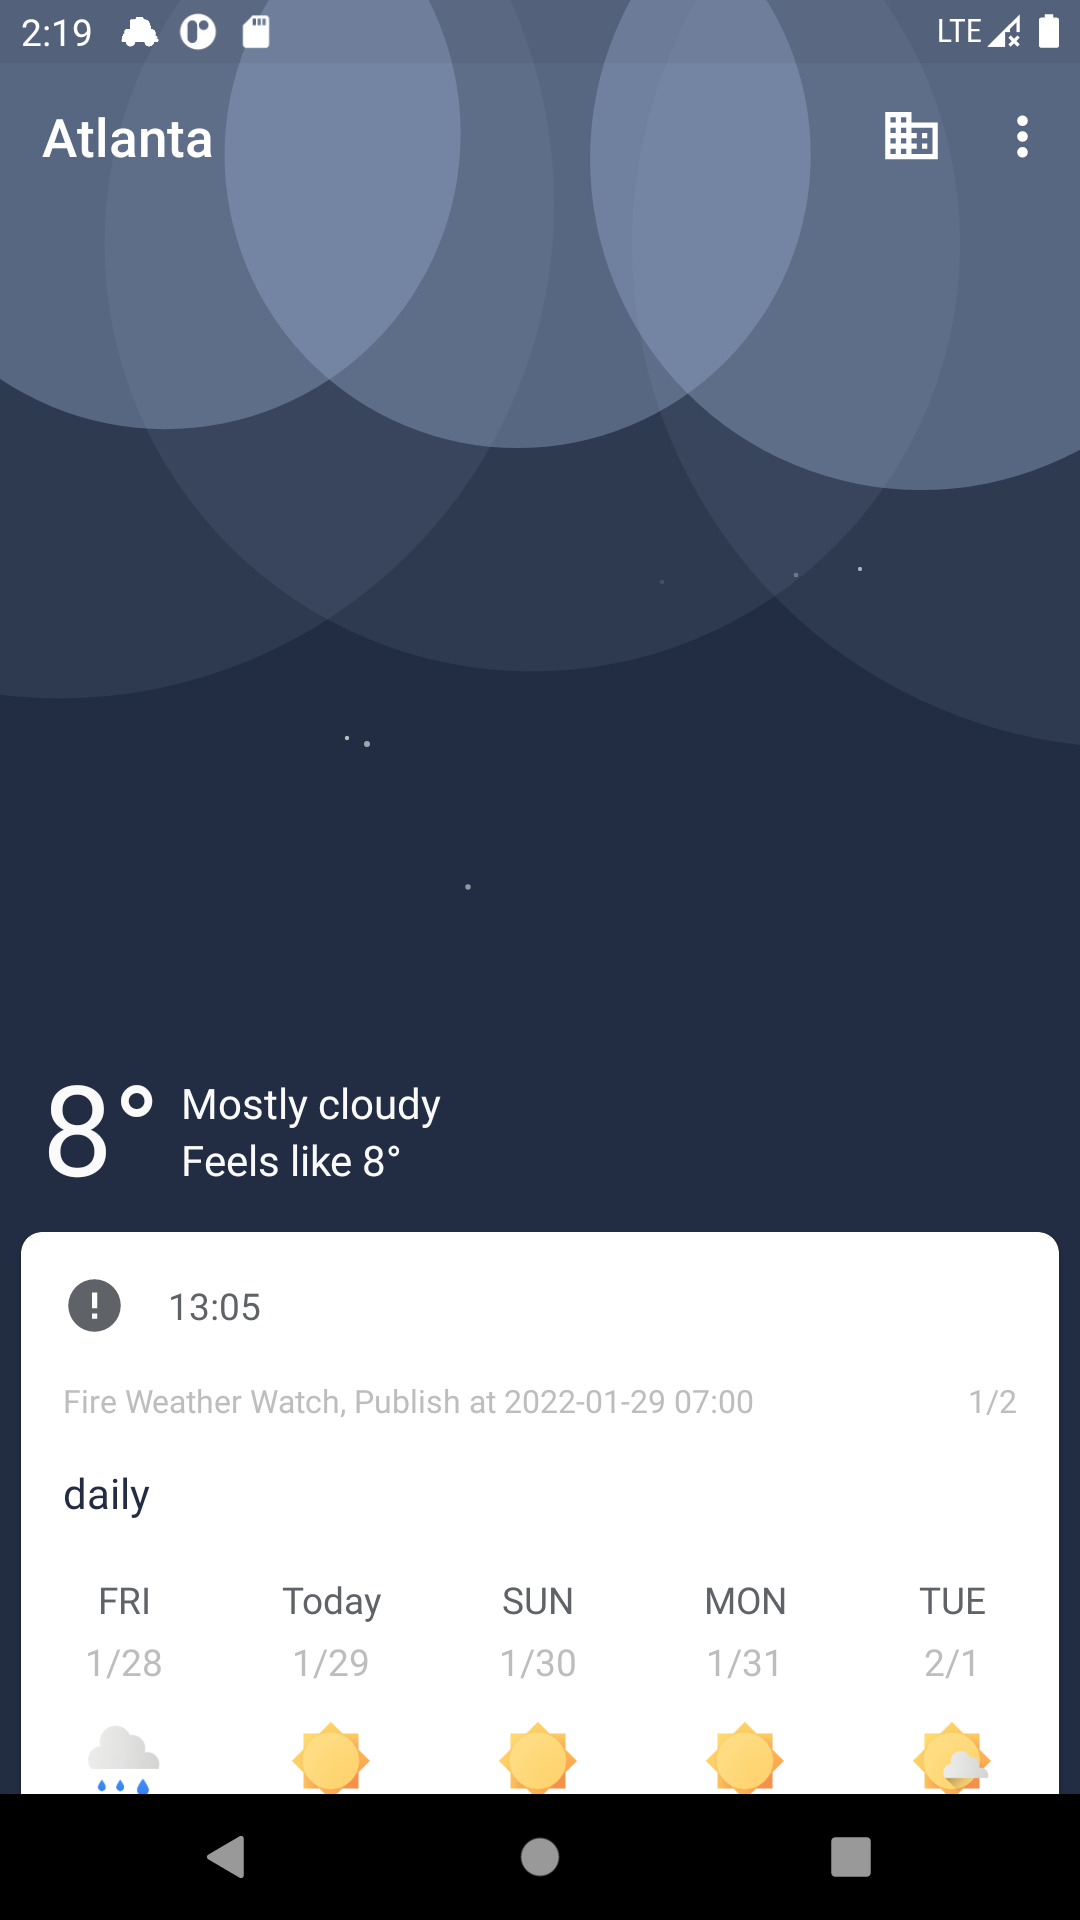 2:19
LTE
Atlanta
8°
Mostly cloudy
Feels like 8°
13:05
Fire Weather Watch, Publish at 2022-01-29 07:00 1/2
daily
FRI Today SUN MON TUE
1/28 1/29 1/30 1/31 2/1